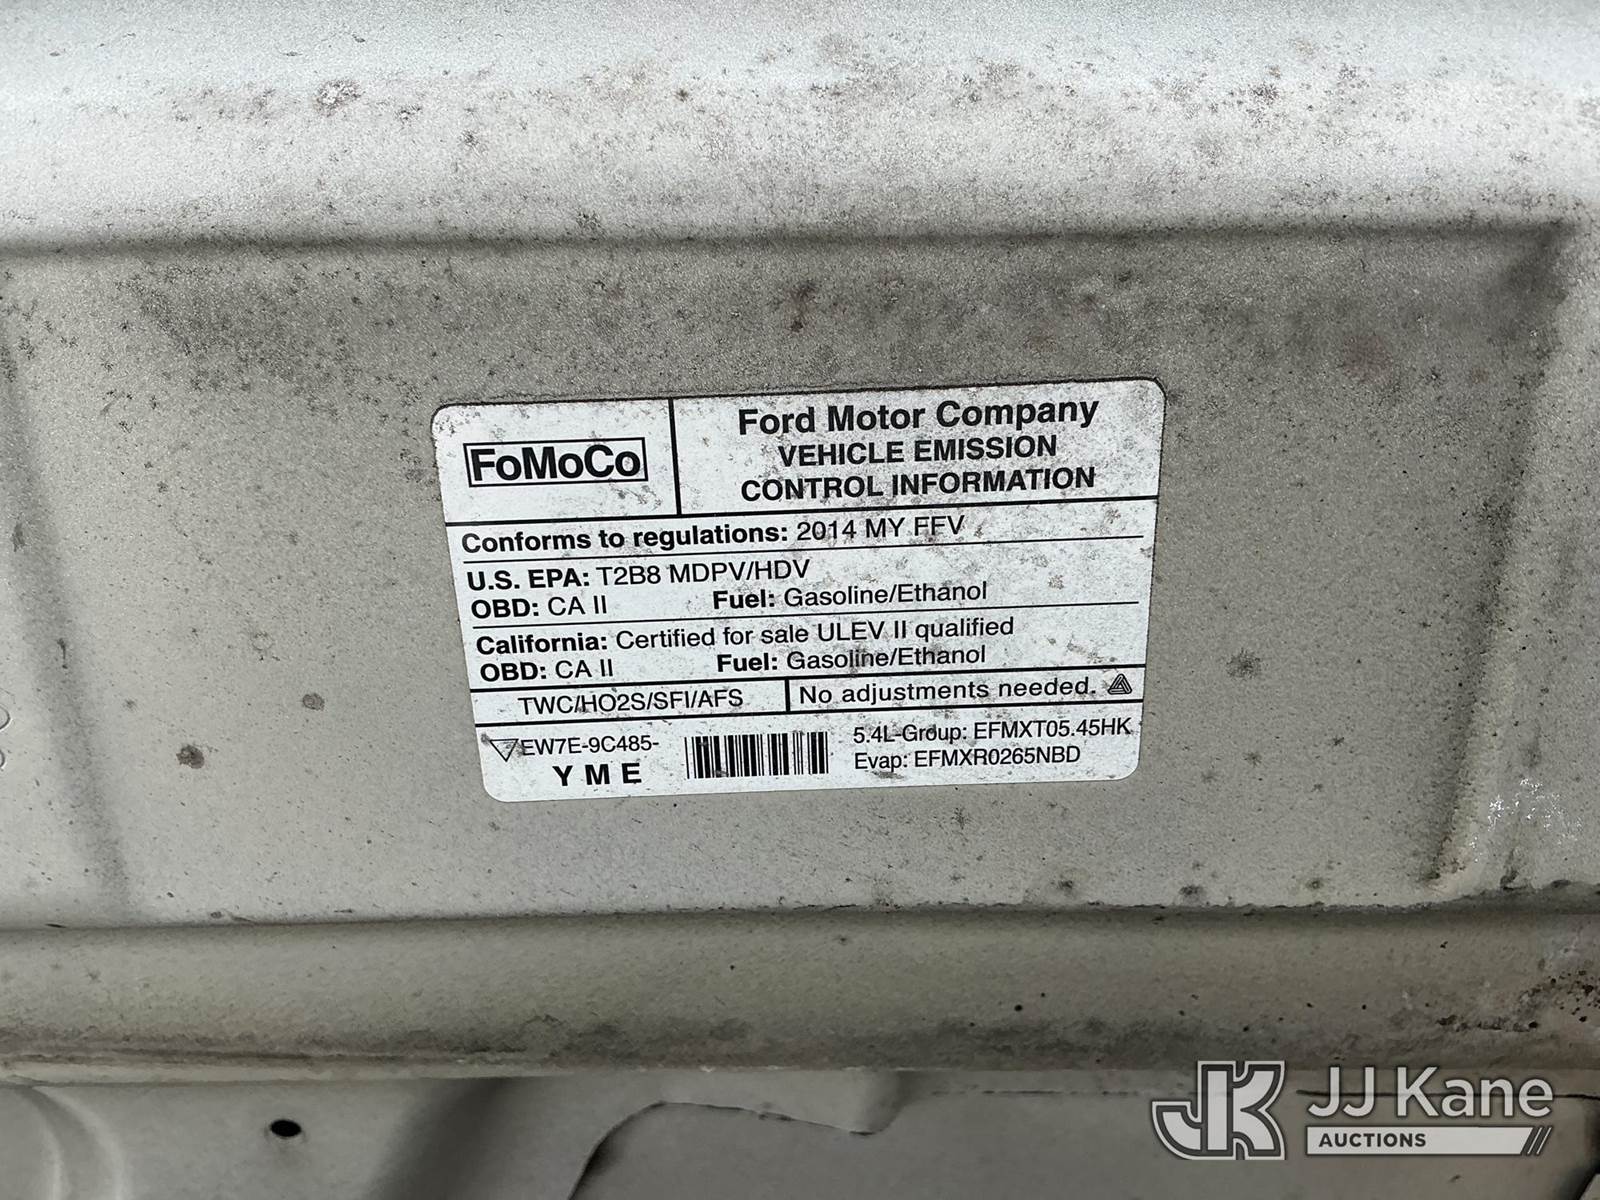 FoMoCo
Ford Motor Company
VEHICLE EMISSION
CONTROL INFORMATION
Conforms to regulations: 2014 MY FFV
U.S. EPA: T2B8 MDPV/HDV
OBD: CA II Fuel: Gasoline/Ethanol
California: Certified for sale ULEV II qualified
OBD: CA II Fuel: Gasoline/Ethanol
TWC/HO2S/SFI/AFS No adjustments needed.
EW7E-9C485-
YME
5.4L-Group: EFMXT05.45HK
Evap: EFMXR0265NBD
JK JJ Kane
AUCTIONS